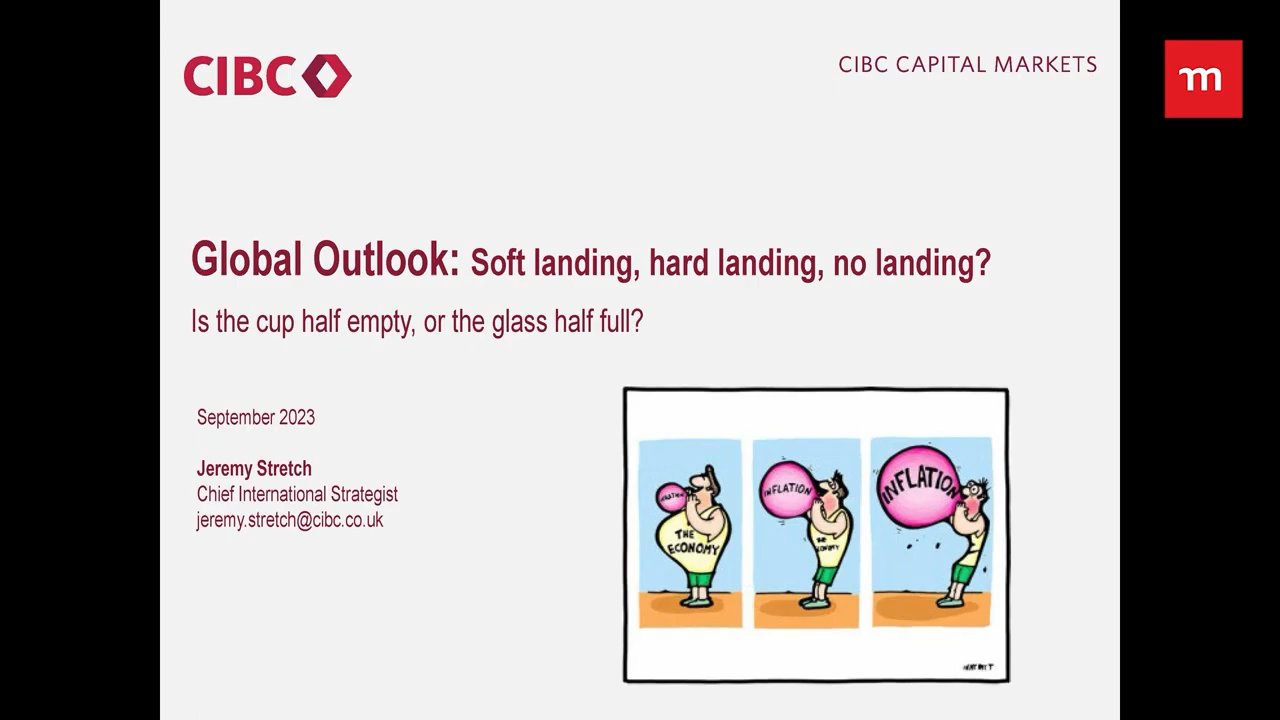 CIBC
CIBC CAPITAL MARKETS
m
Global Outlook: Soft landing, hard landing, no landing?
Is the cup half empty, or the glass half full?
September 2023
Jeremy Stretch
Chief International Strategist
jeremy.stretch@cibc.co.uk
THE
ECONOMY
INFLATION
INFLATION